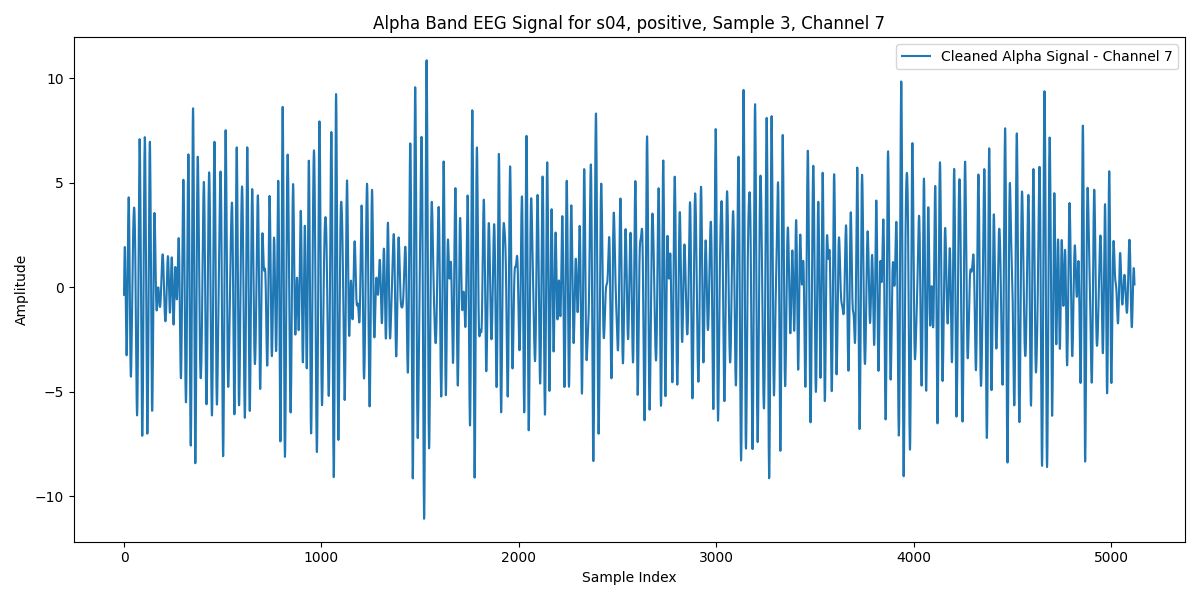 Alpha Band EEG Signal for s04, positive, Sample 3, Channel 7
Cleaned Alpha Signal - Channel 7
Amplitude
10
5
0
−5
−10
0
1000
2000
3000
4000
5000
Sample Index